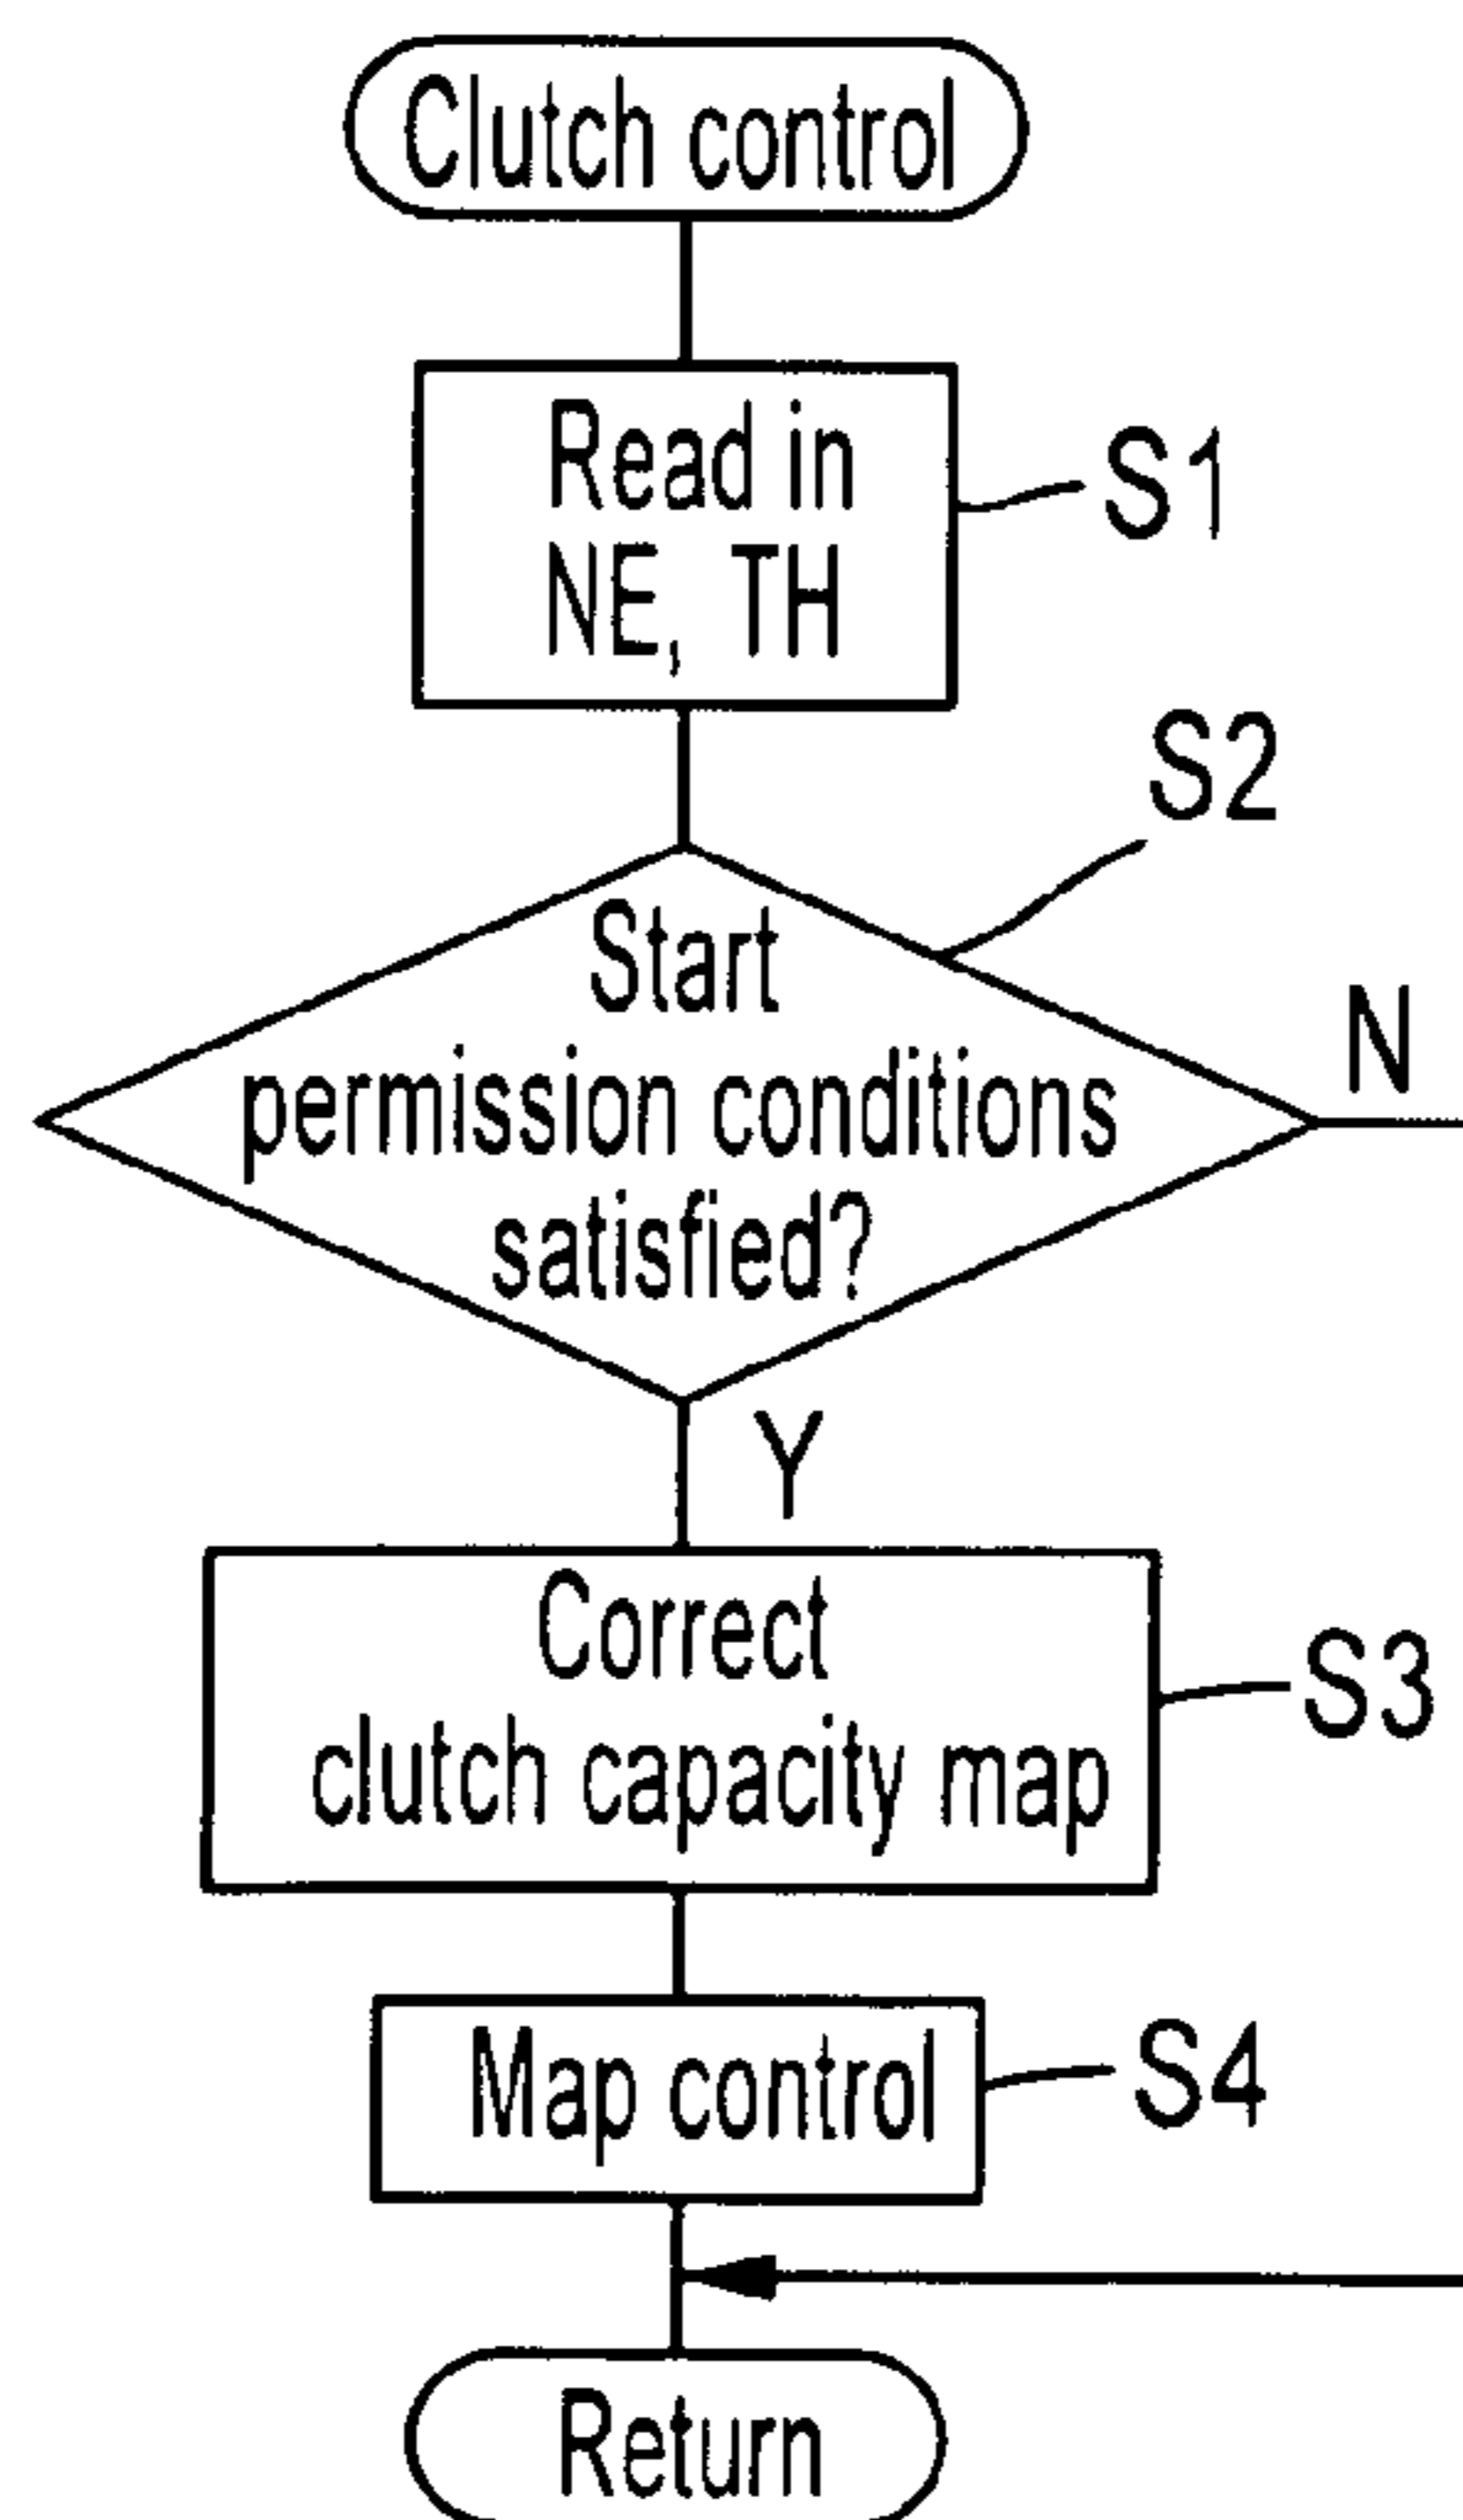 Clutch control
Read in
NE, TH
S1
S2
Start
permission conditions
satisfied?
N
Y
Correct
clutch capacity map
S3
Map control
S4
Return